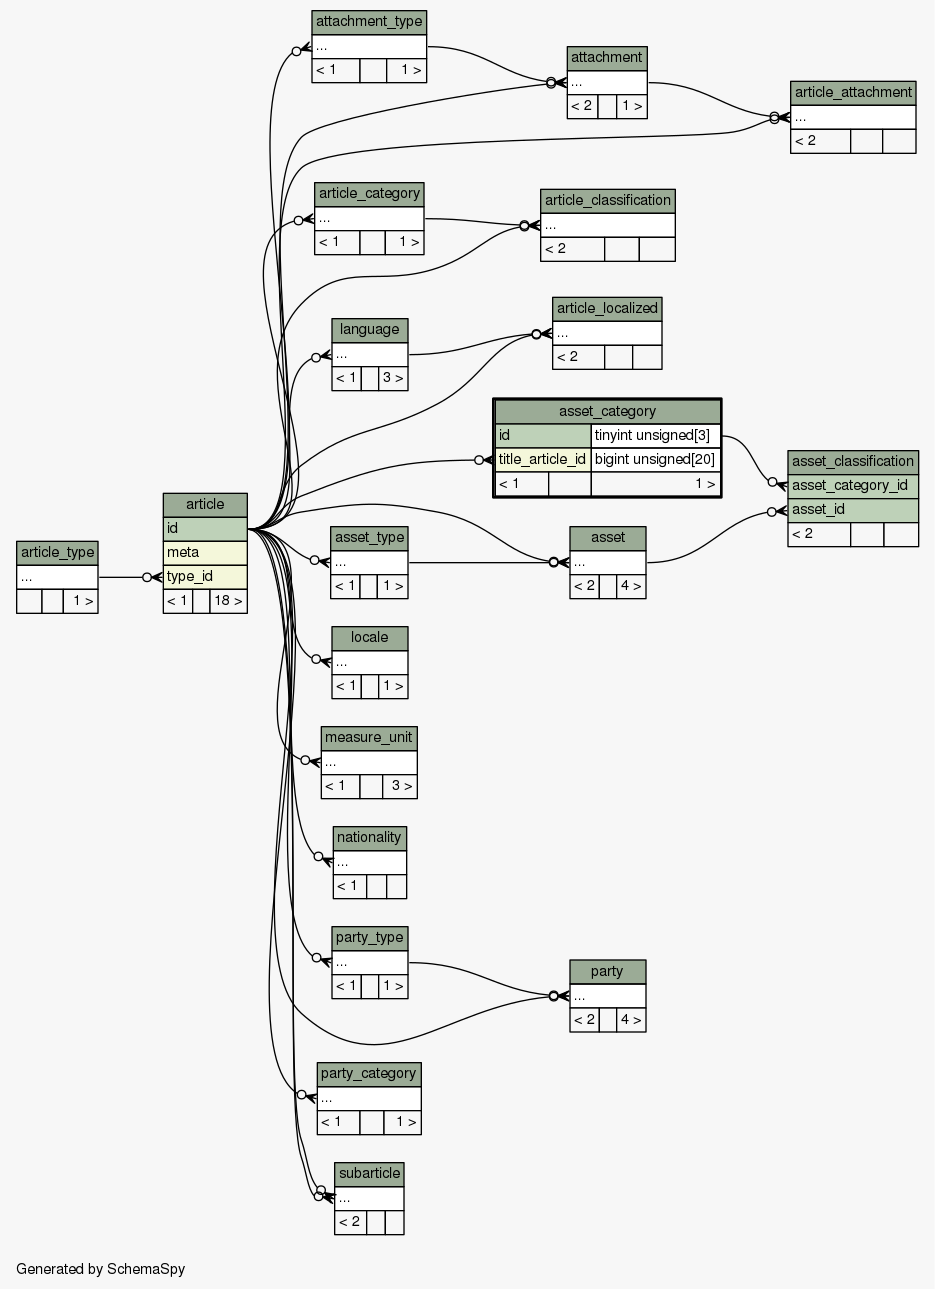 attachment_type
...
< 1 1 >
attachment
...
< 2 1 >
article_attachment
...
< 2
article_category
...
< 1 1 >
article_classification
...
< 2
article_localized
...
< 2
language
...
< 1 3 >
asset_category
id tinyint unsigned[3]
title_article_id bigint unsigned[20]
< 1 1 >
asset_classification
asset_category_id
asset_id
< 2
article
id
meta
type_id
< 1 18 >
article_type
...
1 >
asset_type
...
< 1 1 >
asset
...
< 2 4 >
locale
...
< 1 1 >
measure_unit
...
< 1 3 >
nationality
...
< 1
party_type
...
< 1 1 >
party
...
< 2 4 >
party_category
...
< 1 1 >
subarticle
...
< 2
Generated by SchemaSpy